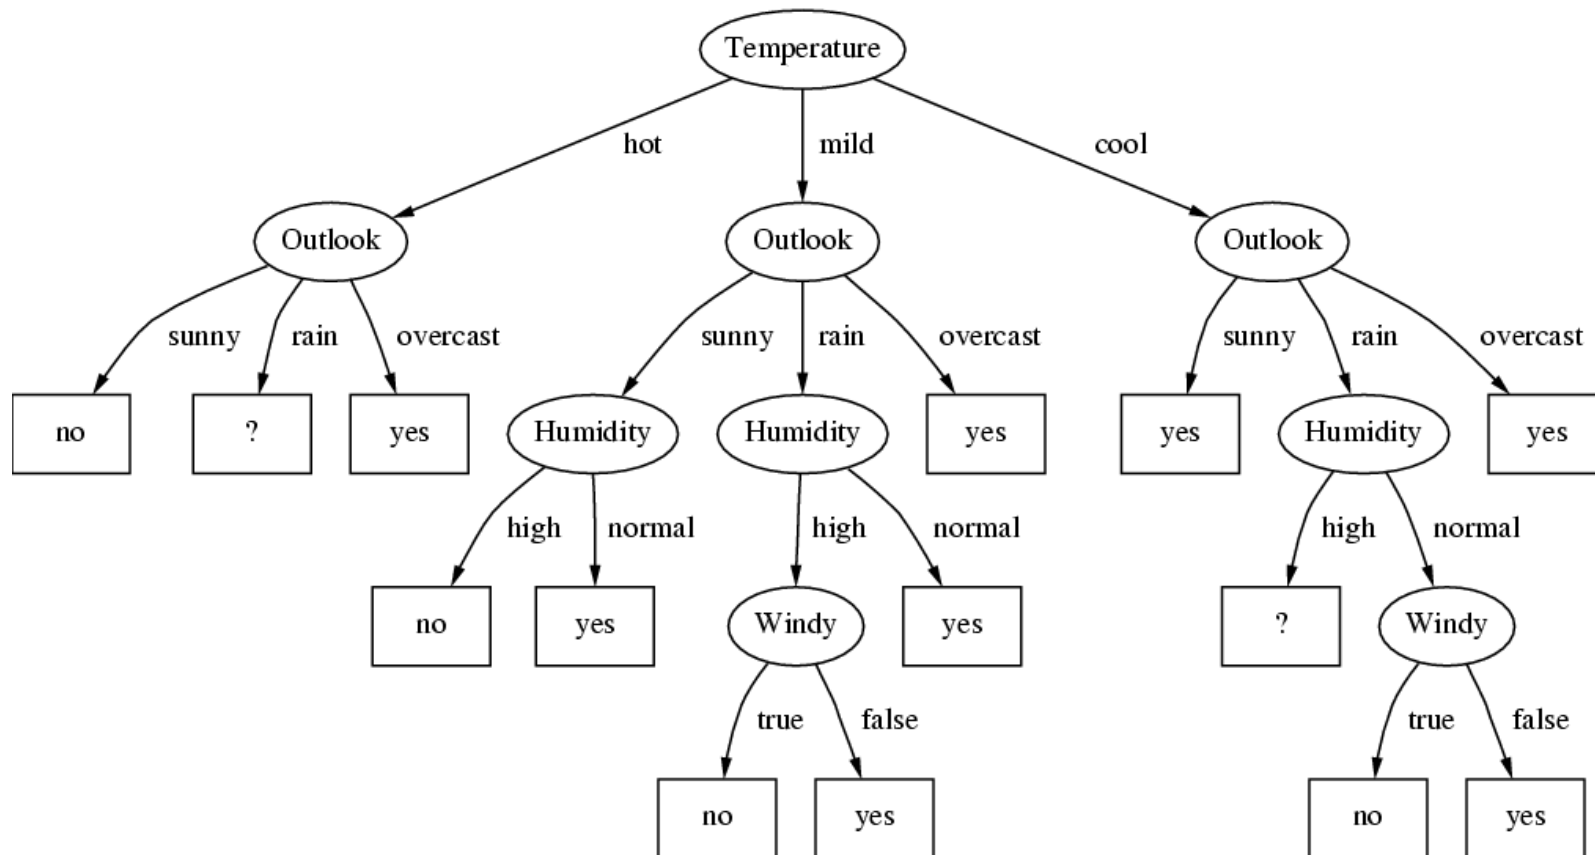 Temperature
hot mild cool
Outlook Outlook Outlook
sunny rain overcast sunny rain overcast sunny rain overcast
no ? yes Humidity Humidity yes yes Humidity yes
high normal high normal high normal
no yes Windy yes ? Windy
true false true false
no yes no yes